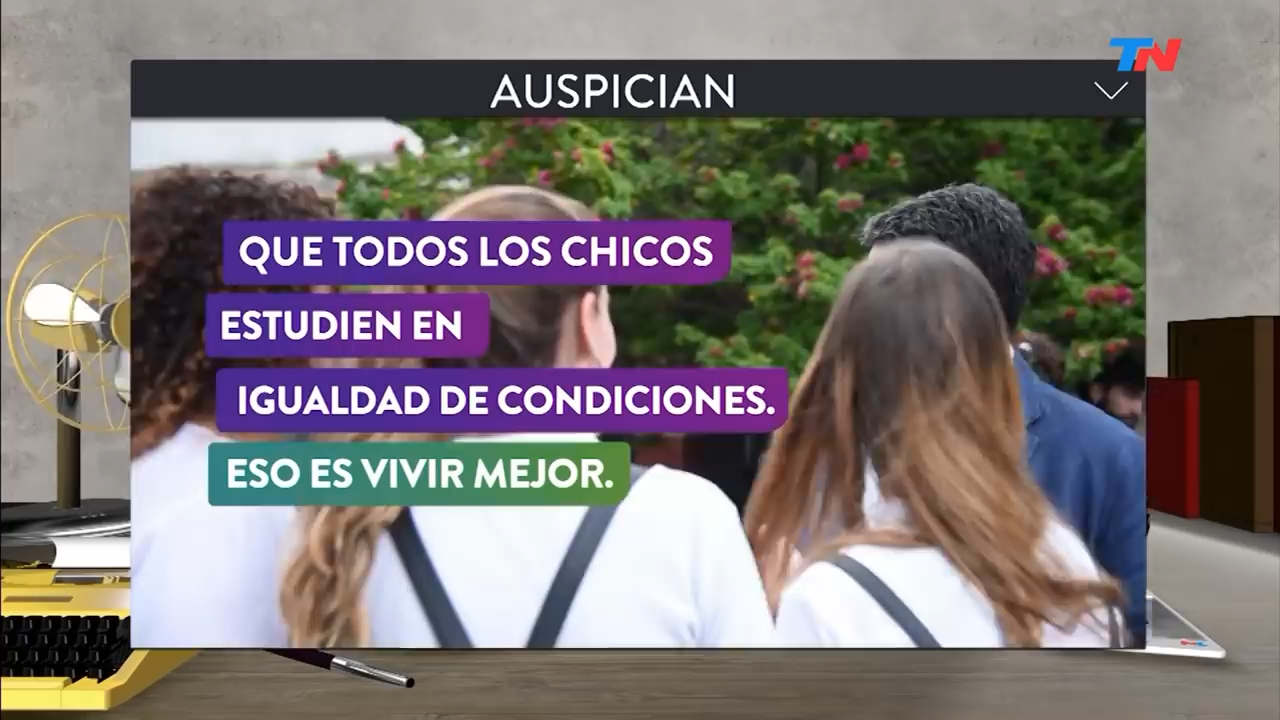 TN
AUSPICIAN
QUE TODOS LOS CHICOS
ESTUDIEN EN
IGUALDAD DE CONDICIONES.
ESO ES VIVIR MEJOR.